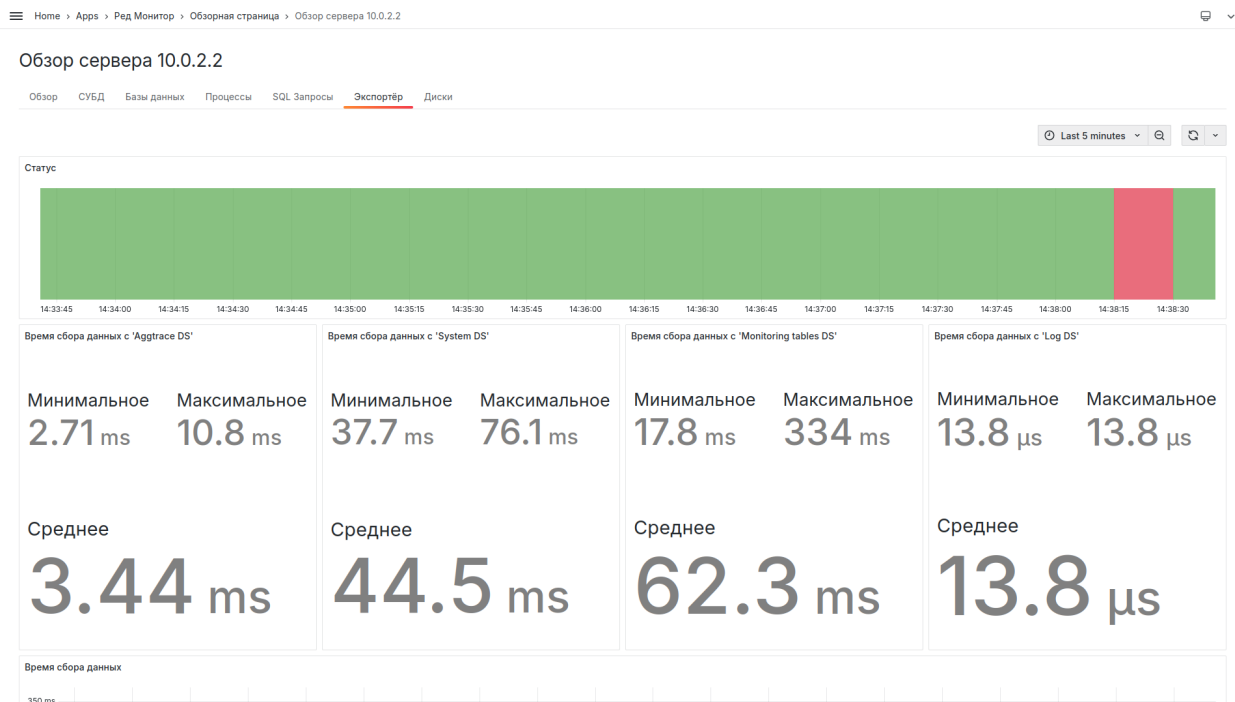 Home › Apps › Ред Монитор › Обзорная страница › Обзор сервера 10.0.2.2
Обзор сервера 10.0.2.2
Обзор СУБД Базы данных Процессы SQL Запросы Экспортёр Диски
Last 5 minutes
Статус
14:33:45 14:34:00 14:34:15 14:34:30 14:34:45 14:35:00 14:35:15 14:35:30 14:35:45 14:36:00 14:36:15 14:36:30 14:36:45 14:37:00 14:37:15 14:37:30 14:37:45 14:38:00 14:38:15 14:38:30
Время сбора данных с 'Aggtrace DS' Время сбора данных с 'System DS' Время сбора данных с 'Monitoring tables DS' Время сбора данных с 'Log DS'
Минимальное Максимальное Минимальное Максимальное Минимальное Максимальное Минимальное Максимальное
2.71 ms 10.8 ms 37.7 ms 76.1 ms 17.8 ms 334 ms 13.8 µs 13.8 µs
Среднее Среднее Среднее Среднее
3.44 ms 44.5 ms 62.3 ms 13.8 µs
Время сбора данных
350 ms